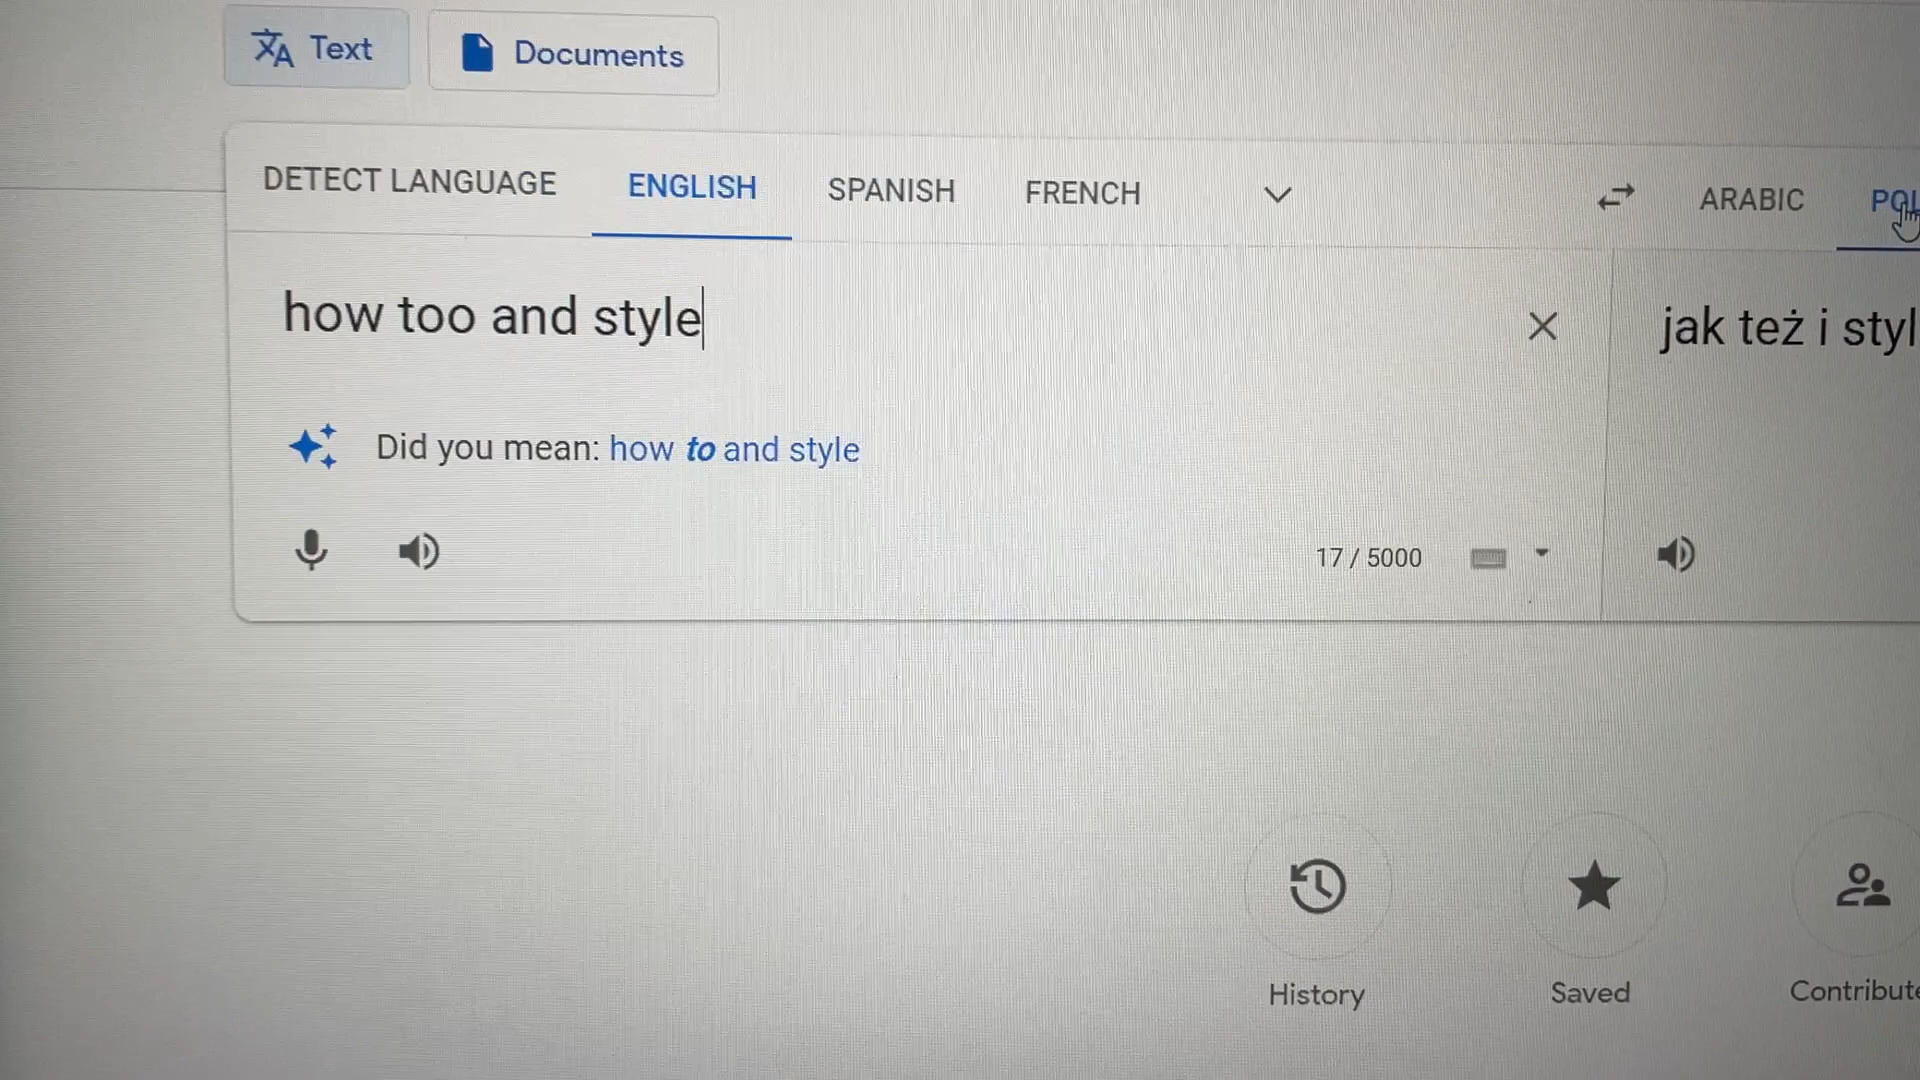 Text Documents
DETECT LANGUAGE ENGLISH SPANISH FRENCH ARABIC
how too and style
jak też i styl
Did you mean: how to and style
17 / 5000
History Saved Contribute